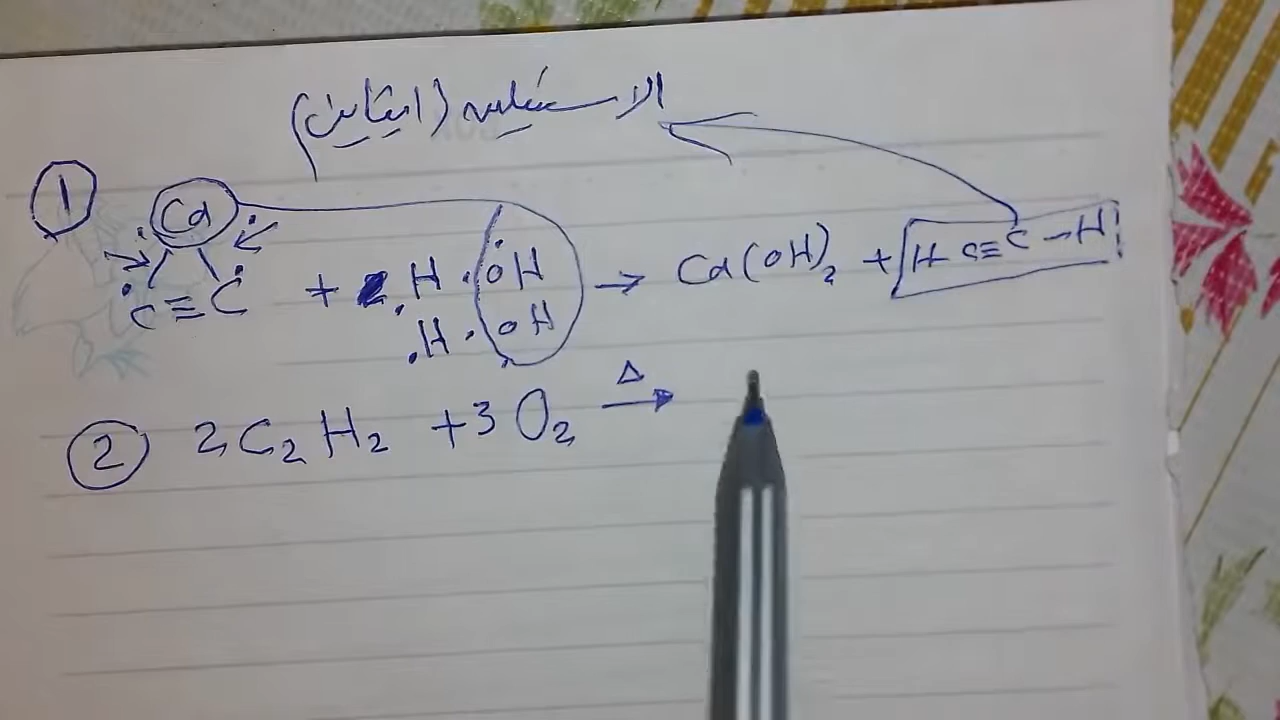 الاستيلين (ايثاين)
① Ca C≡C + 2 H OH → Ca(OH)₂ + H C≡C–H
H OH
② 2C₂H₂ + 3O₂ →Δ